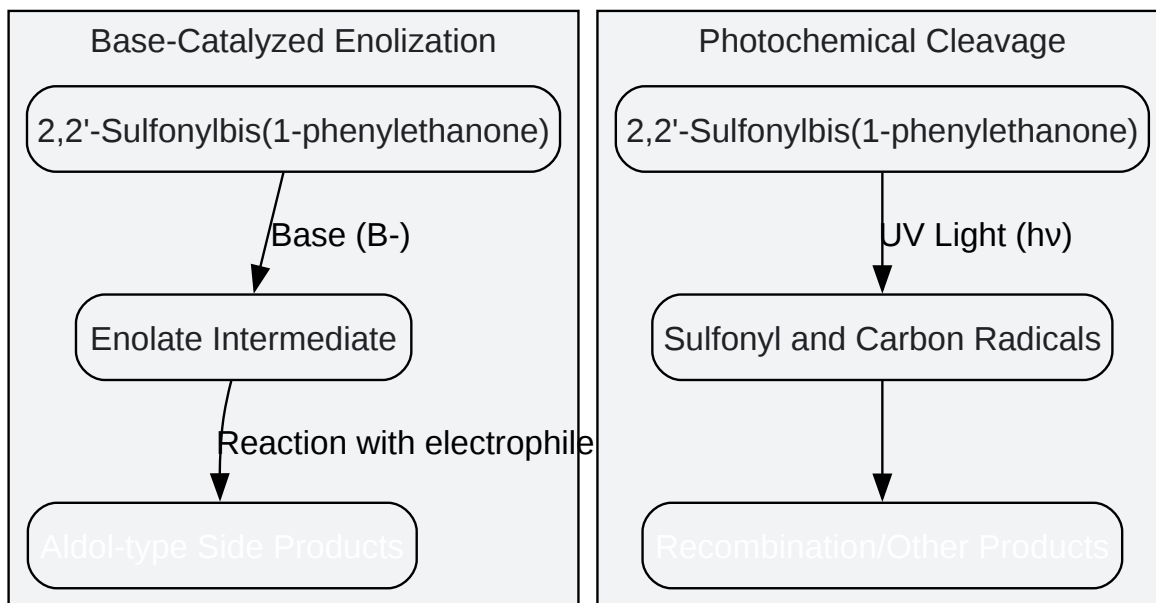 Base-Catalyzed Enolization
2,2'-Sulfonylbis(1-phenylethanone)
Base (B-)
Enolate Intermediate
Reaction with electrophile
Aldol-type Side Products
Photochemical Cleavage
2,2'-Sulfonylbis(1-phenylethanone)
UV Light (hν)
Sulfonyl and Carbon Radicals
Recombination/Other Products